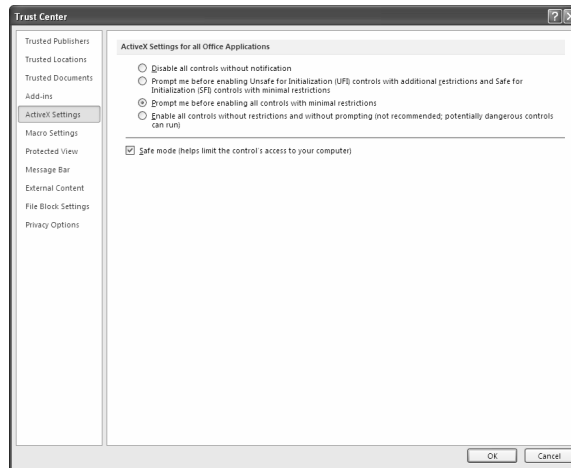 Trust Center
Trusted Publishers
Trusted Locations
Trusted Documents
Add-ins
ActiveX Settings
Macro Settings
Protected View
Message Bar
External Content
File Block Settings
Privacy Options
ActiveX Settings for all Office Applications
Disable all controls without notification
Prompt me before enabling Unsafe for Initialization (UFI) controls with additional restrictions and Safe for
Initialization (SFI) controls with minimal restrictions
Prompt me before enabling all controls with minimal restrictions
Enable all controls without restrictions and without prompting (not recommended; potentially dangerous controls
can run)
Safe mode (helps limit the control's access to your computer)
OK
Cancel